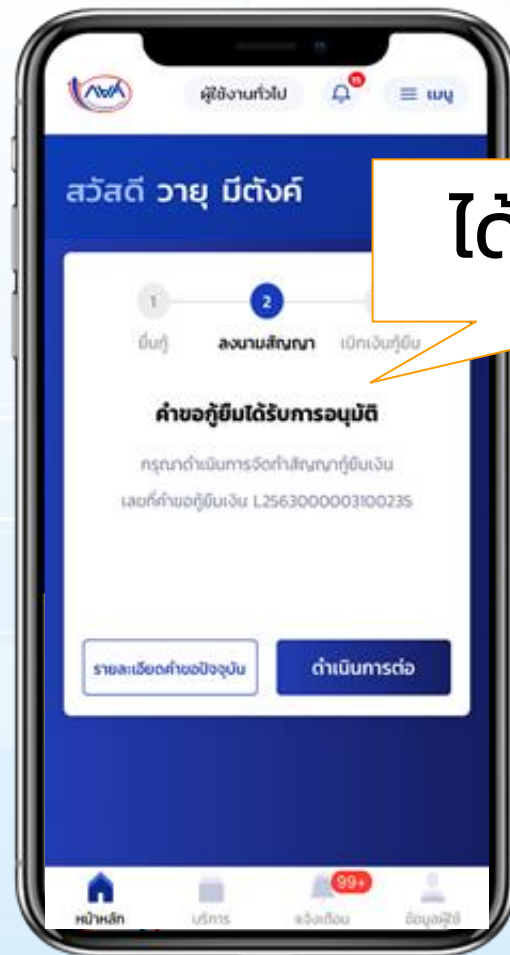 กยศ
ผู้ใช้งานทั่วไป
15
เมนู
สวัสดี วายุ มีตังค์
ได้
1
2
ยื่นกู้
ลงนามสัญญา
เบิกเงินกู้ยืม
คำขอกู้ยืมได้รับการอนุมัติ
กรุณาดำเนินการจัดทำสัญญากู้ยืมเงิน
เลขที่คำขอกู้ยืมเงิน L2563000003100235
รายละเอียดคำขอปัจจุบัน
ดำเนินการต่อ
99+
หน้าหลัก
บริการ
แจ้งเตือน
ข้อมูลผู้ใช้